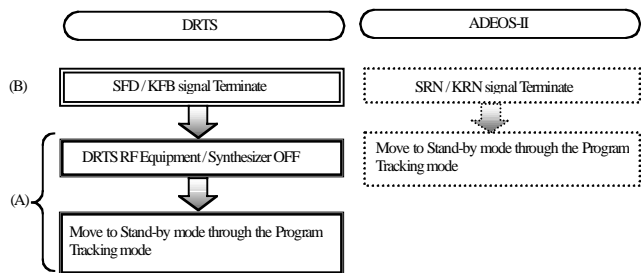 DRTS
ADEOS-II
(B)
SFD / KFB signal Terminate
SRN / KRN signal Terminate
(A)
DRTS RF Equipment / Synthesizer OFF
Move to Stand-by mode through the Program
Tracking mode
Move to Stand-by mode through the Program
Tracking mode